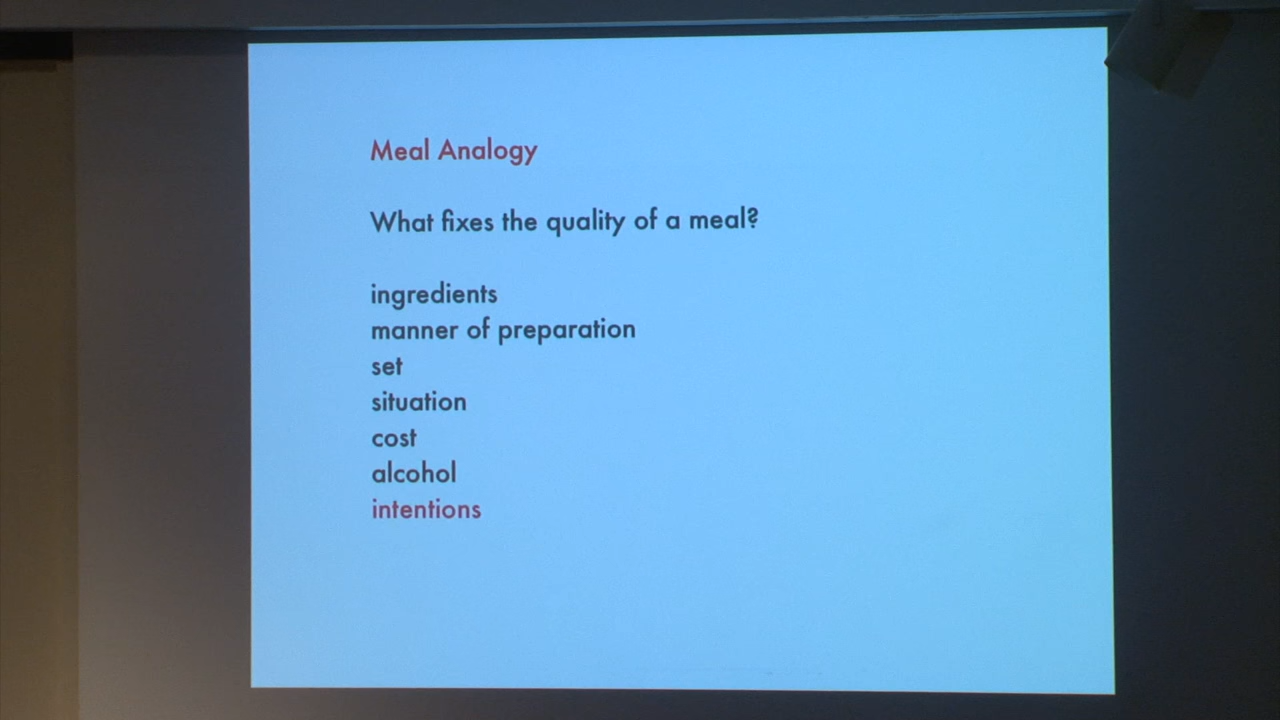 Meal Analogy
What fixes the quality of a meal?
ingredients
manner of preparation
set
situation
cost
alcohol
intentions